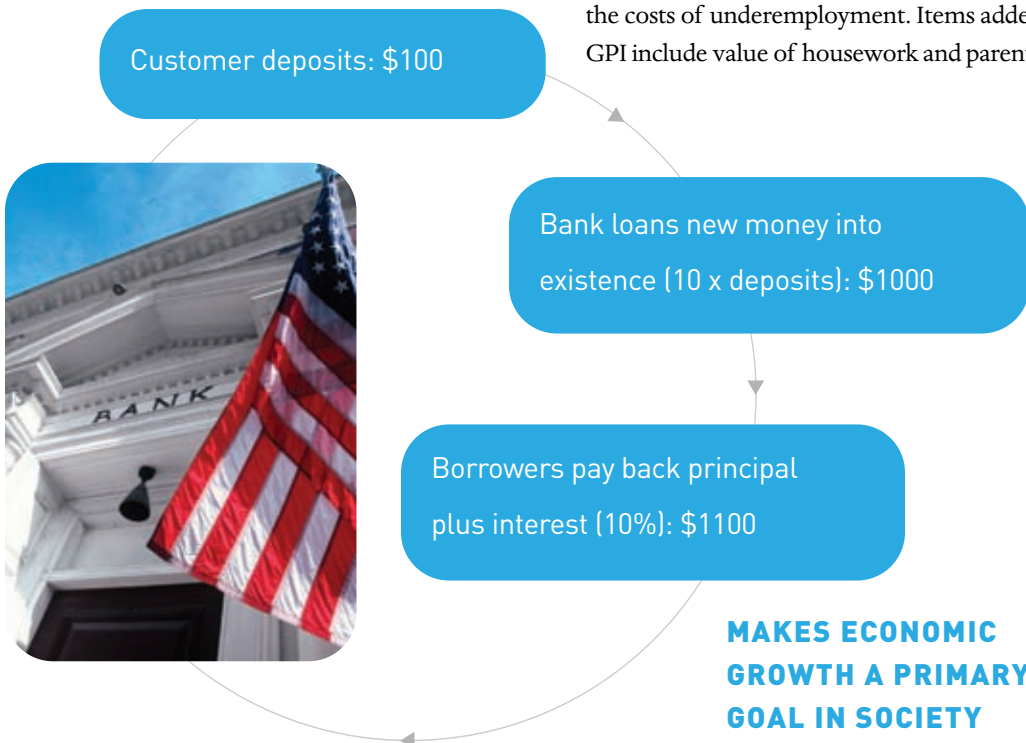 the costs of underemployment. Items adde
GPI include value of housework and paren
Customer deposits: $100
Bank loans new money into
existence (10 x deposits): $1000
BANK
Borrowers pay back principal
plus interest (10%): $1100
MAKES ECONOMIC
GROWTH A PRIMARY
GOAL IN SOCIETY